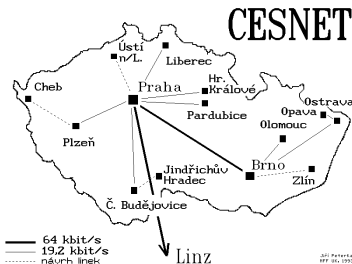 CESNET
Ústí
n/L.
Liberec
Cheb
Praha
Hr.
Králové
Pardubice
Ostrava
Opava
Olomouc
Plzeň
Brno
Jindřichův
Hradec
Zlín
Č. Budějovice
64 kbit/s
19.2 kbit/s
návrh linek
Linz